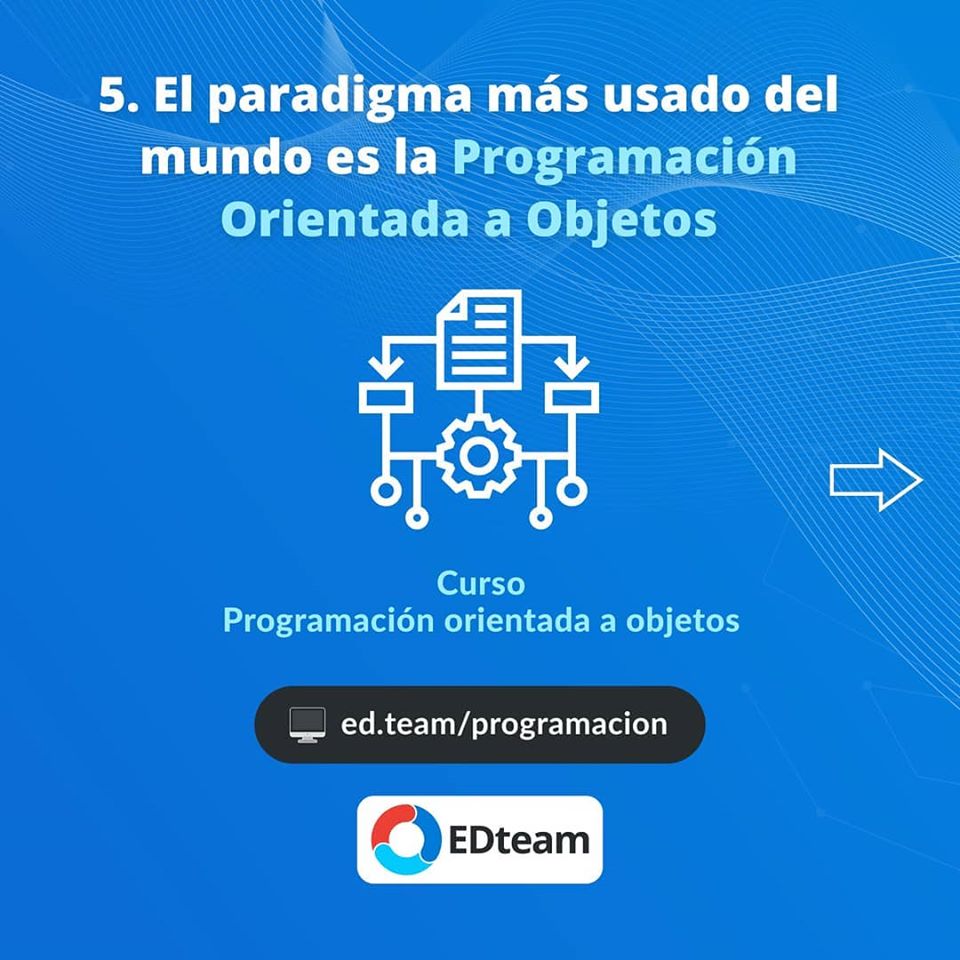 5. El paradigma más usado del
mundo es la Programación
Orientada a Objetos
Curso
Programación orientada a objetos
ed.team/programacion
EDteam